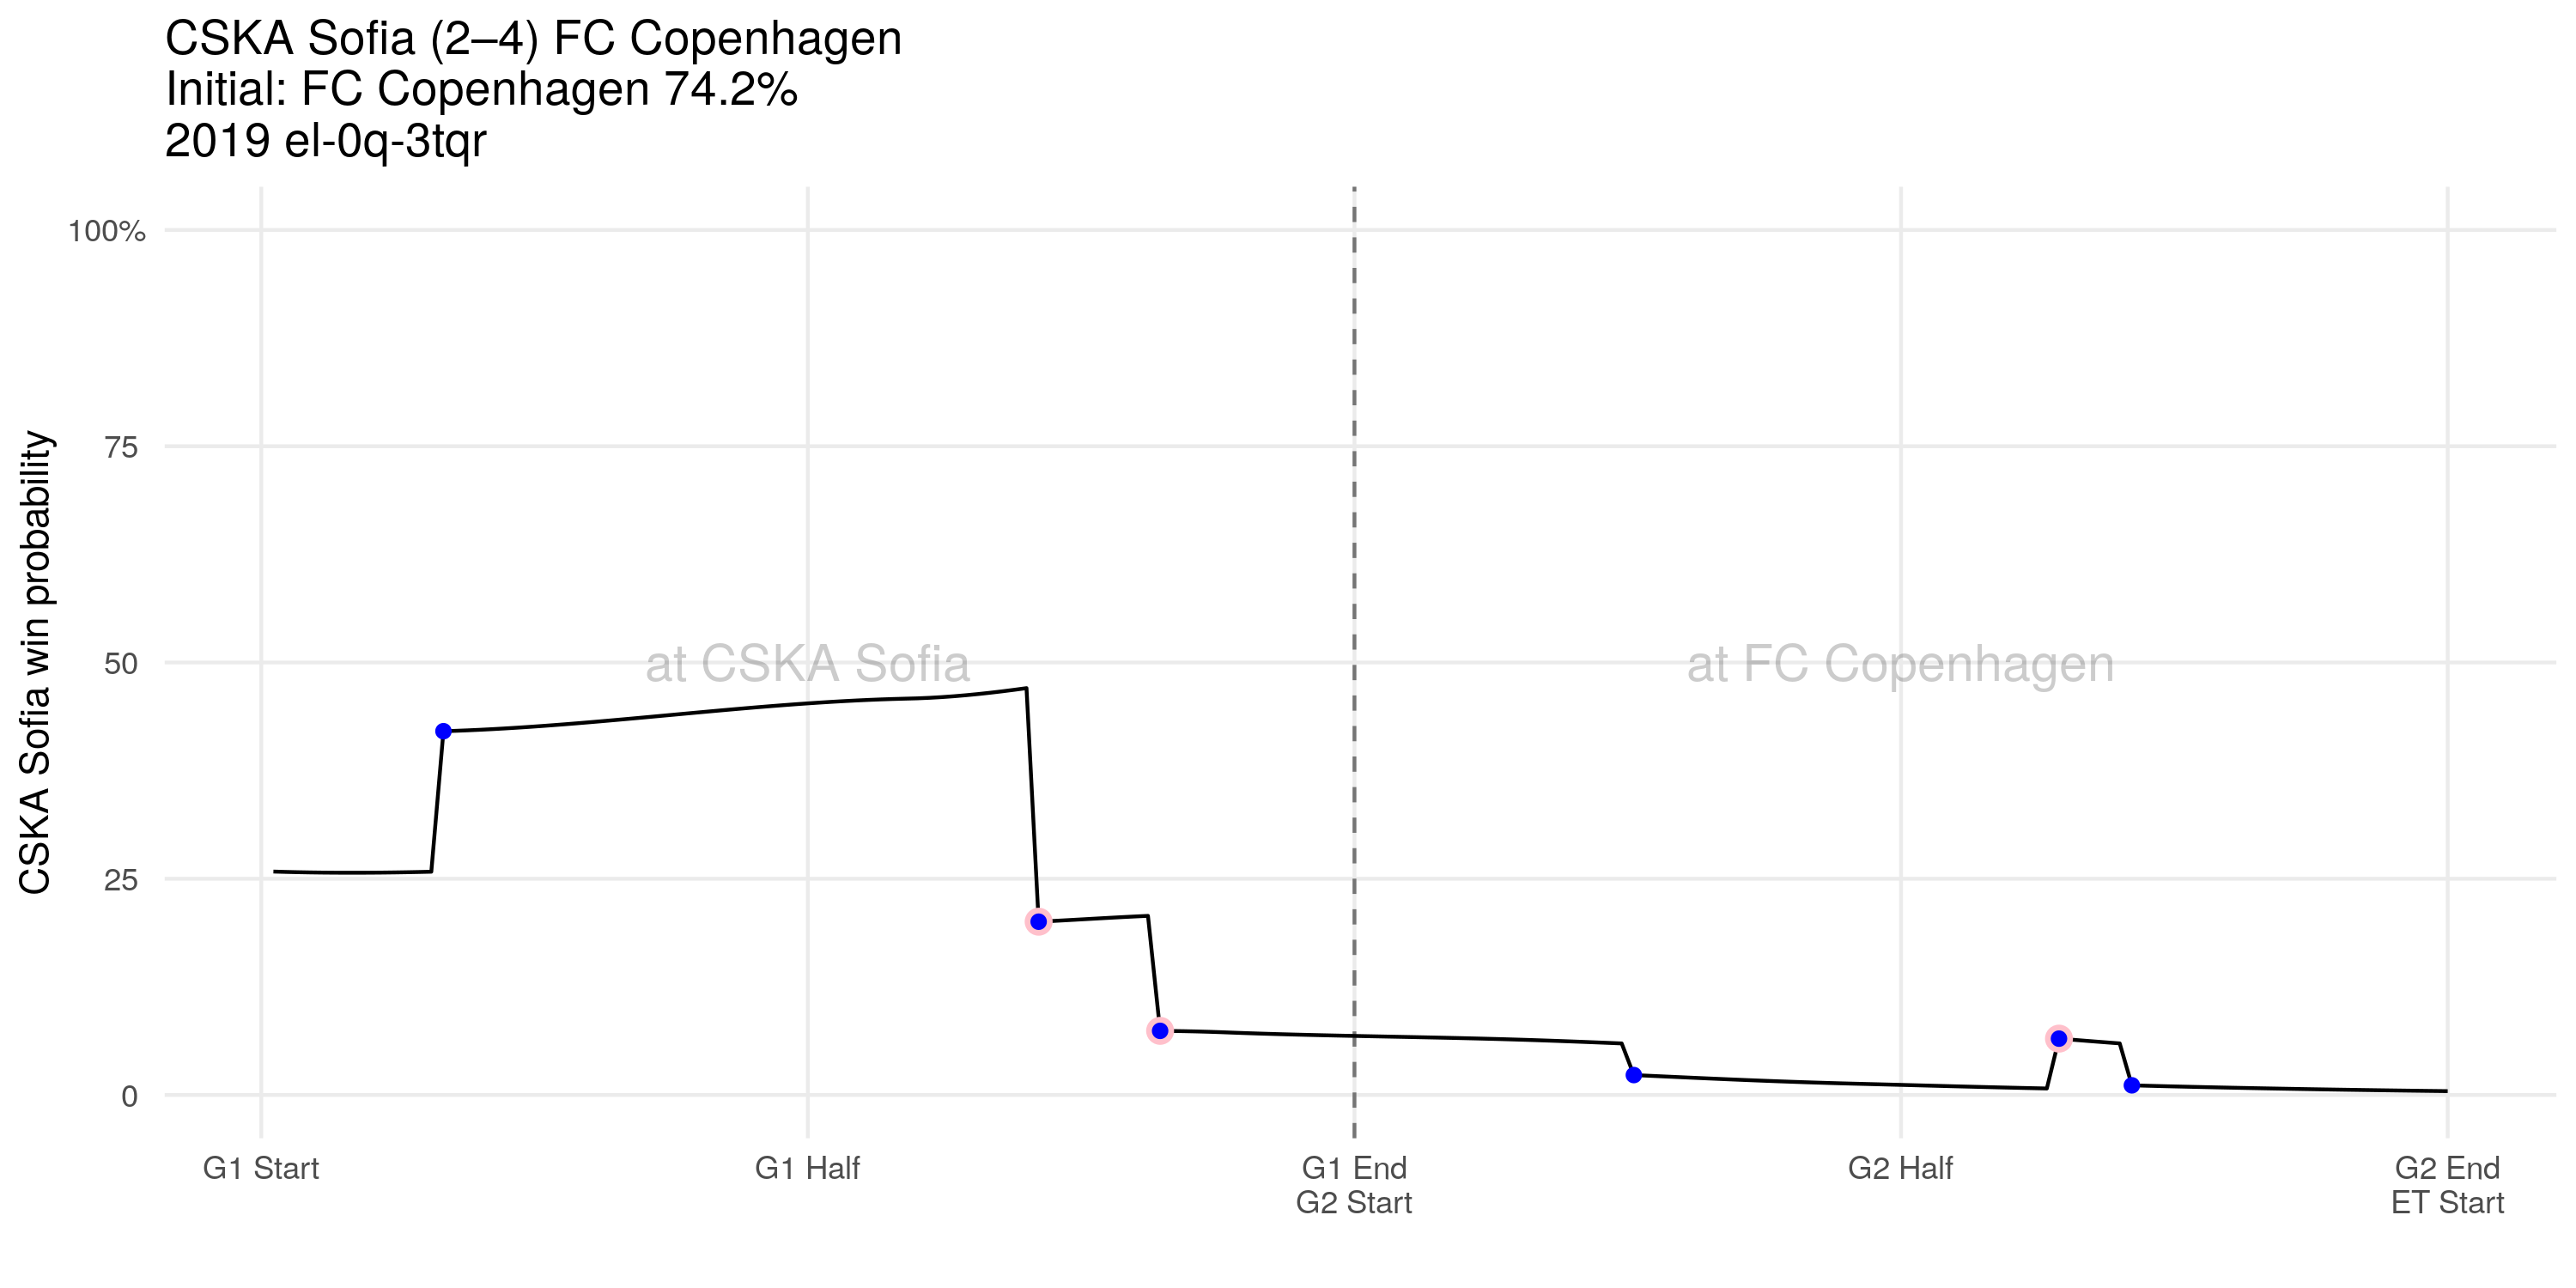 CSKA Sofia (2–4) FC Copenhagen
Initial: FC Copenhagen 74.2%
2019 el-0q-3tqr
CSKA Sofia win probability
100%
75
50
25
0
at CSKA Sofia
at FC Copenhagen
G1 Start
G1 Half
G1 End
G2 Start
G2 Half
G2 End
ET Start